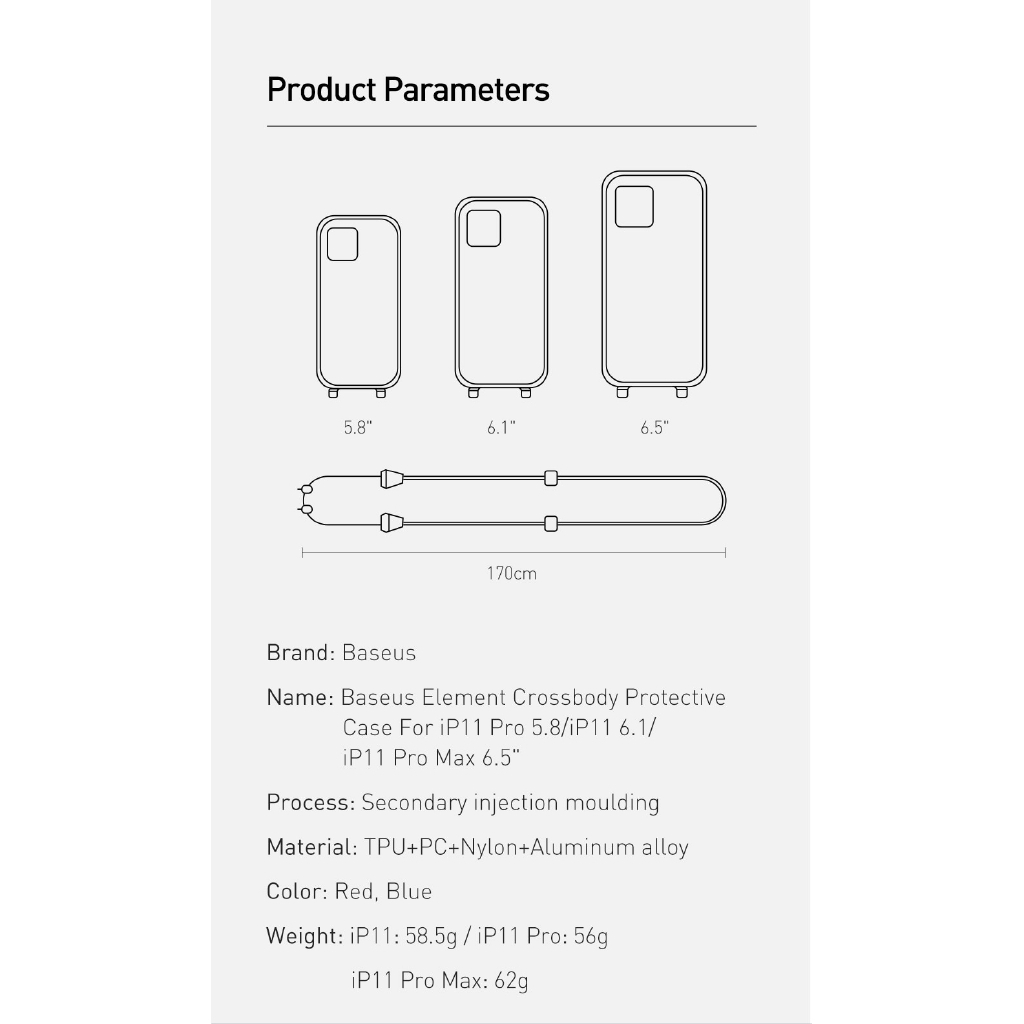 Product Parameters
5.8"
6.1"
6.5"
170cm
Brand: Baseus
Name: Baseus Element Crossbody Protective
Case For iP11 Pro 5.8/iP11 6.1/
iP11 Pro Max 6.5"
Process: Secondary injection moulding
Material: TPU+PC+Nylon+Aluminum alloy
Color: Red, Blue
Weight: iP11: 58.5g / iP11 Pro: 56g
iP11 Pro Max: 62g